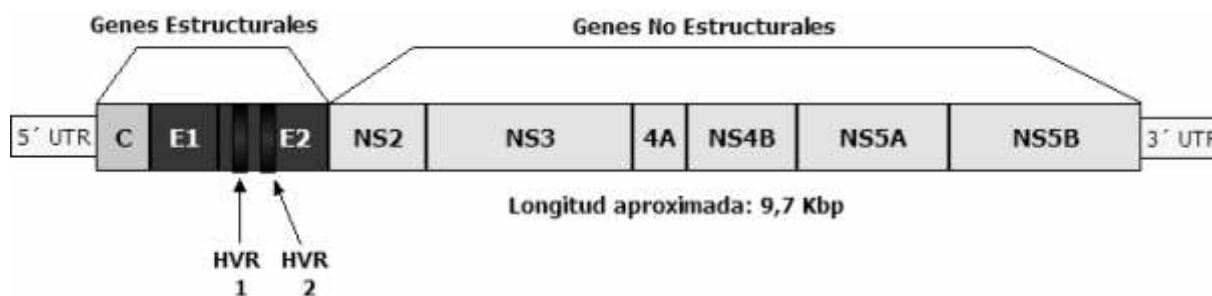 Genes Estructurales
Genes No Estructurales
5´ UTR C E1 E2 NS2 NS3 4A NS4B NS5A NS5B 3´ UTR
Longitud aproximada: 9,7 Kbp
HVR HVR
1 2